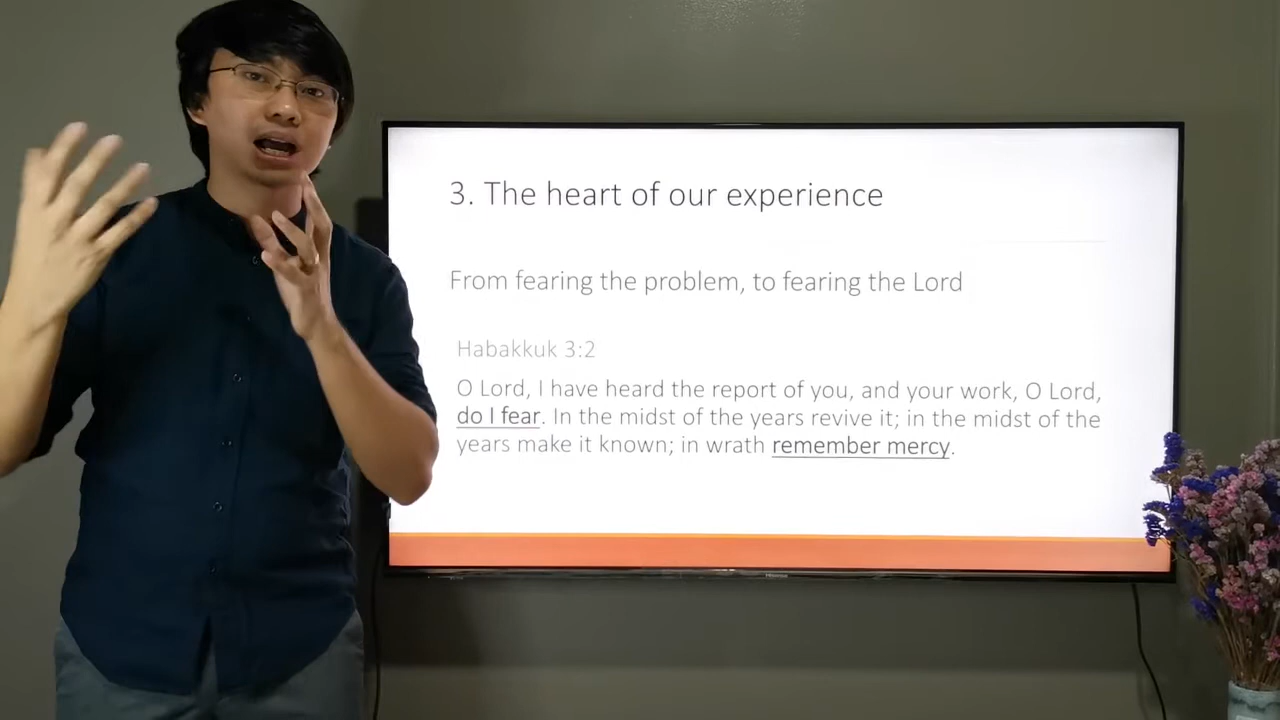 3. The heart of our experience
From fearing the problem, to fearing the Lord
Habakkuk 3:2
O Lord, I have heard the report of you, and your work, O Lord,
do I fear. In the midst of the years revive it; in the midst of the
years make it known; in wrath remember mercy.
Hisense